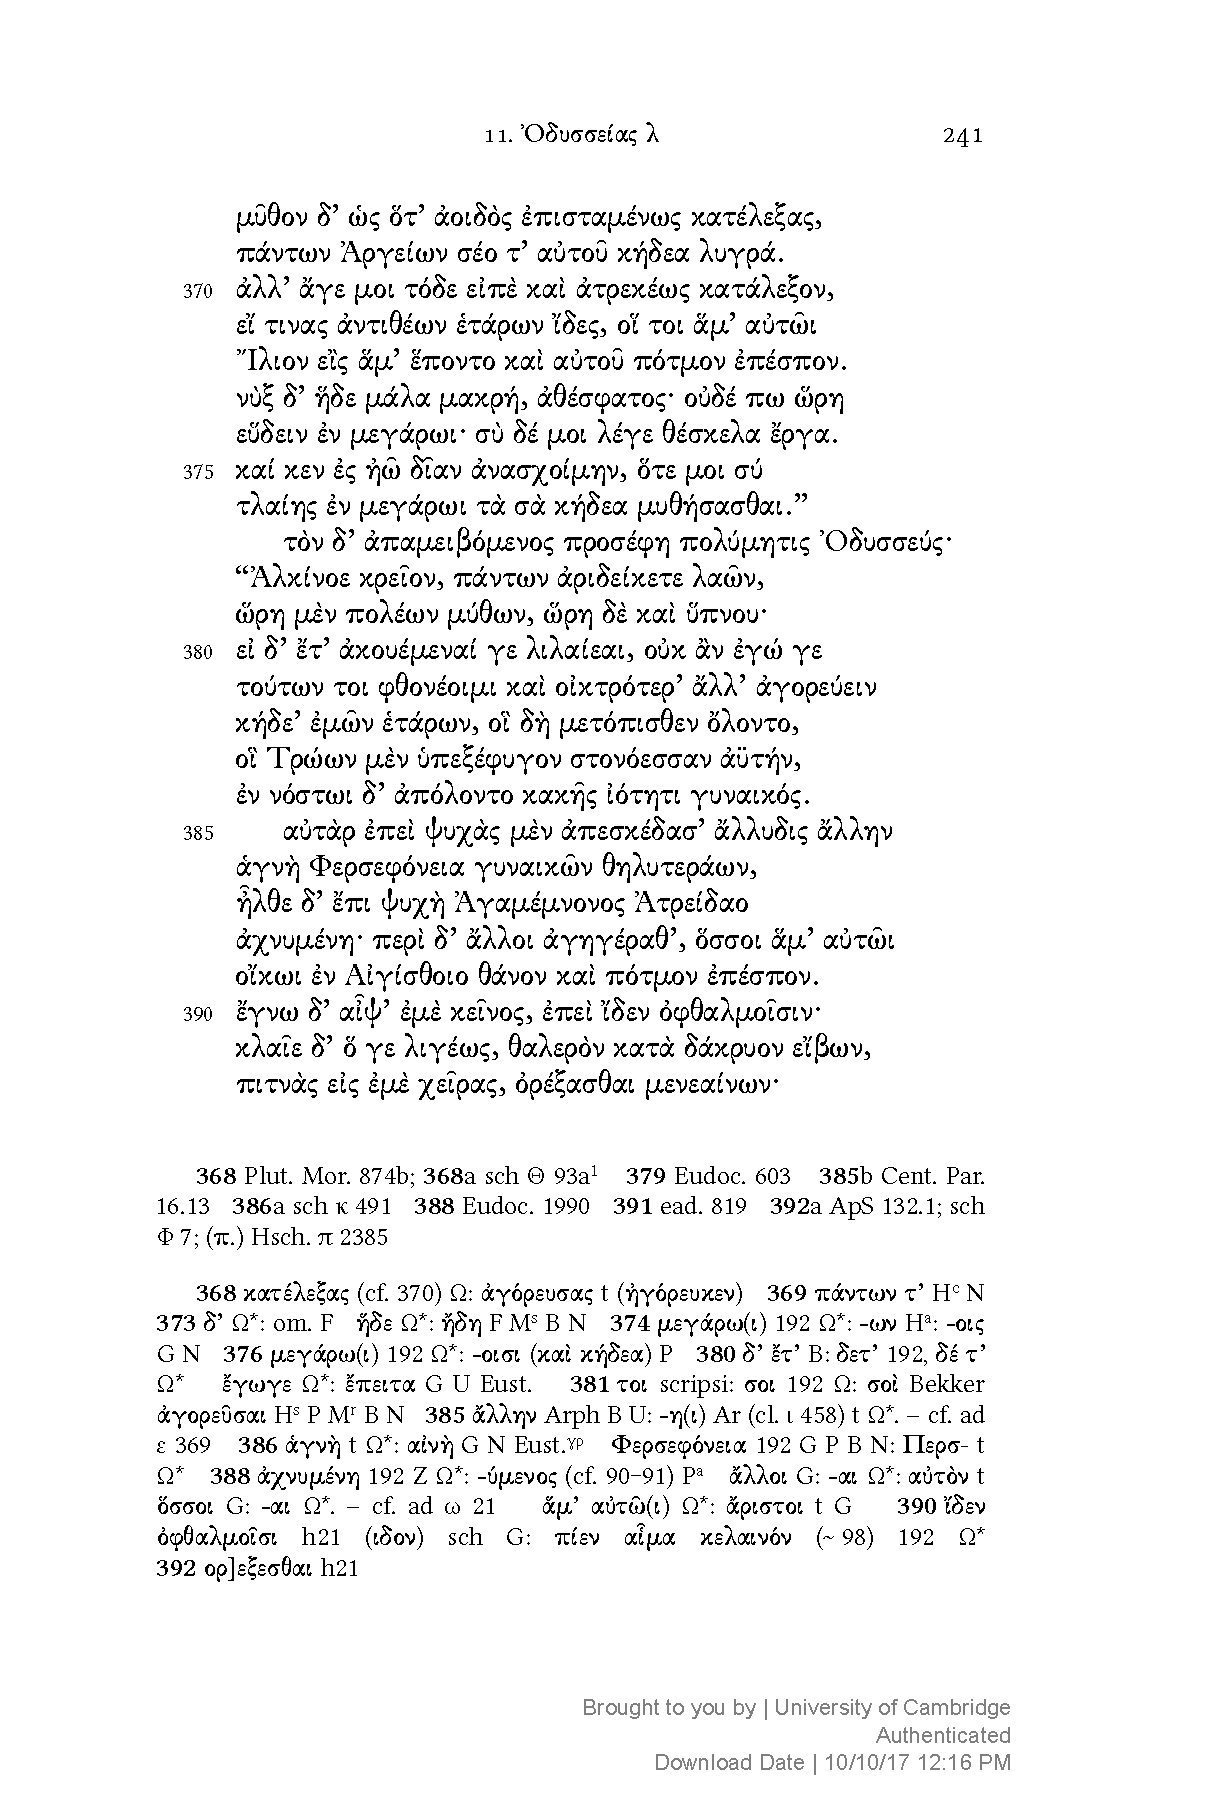 11. Ὀδυσσείας λ 241
μῦθον δ’ ὡς ὅτ’ ἀοιδὸς ἐπισταμένως κατέλεξας,
πάντων Ἀργείων σέο τ’ αὐτοῦ κήδεα λυγρά.
370 ἀλλ’ ἄγε μοι τόδε εἰπὲ καὶ ἀτρεκέως κατάλεξον,
εἴ τινας ἀντιθέων ἑτάρων ἴδες, οἵ τοι ἅμ’ αὐτῶι
Ἴλιον εἲς ἅμ’ ἕποντο καὶ αὐτοῦ πότμον ἐπέσπον.
νὺξ δ’ ἥδε μάλα μακρή, ἀθέσφατος· οὐδέ πω ὥρη
εὕδειν ἐν μεγάρωι· σὺ δέ μοι λέγε θέσκελα ἔργα.
375 καί κεν ἐς ἠῶ δῖαν ἀνασχοίμην, ὅτε μοι σύ
τλαίης ἐν μεγάρωι τὰ σὰ κήδεα μυθήσασθαι.”
τὸν δ’ ἀπαμειβόμενος προσέφη πολύμητις Ὀδυσσεύς·
“Ἀλκίνοε κρεῖον, πάντων ἀριδείκετε λαῶν,
ὥρη μὲν πολέων μύθων, ὥρη δὲ καὶ ὕπνου·
380 εἰ δ’ ἔτ’ ἀκουέμεναί γε λιλαίεαι, οὐκ ἂν ἐγώ γε
τούτων τοι φθονέοιμι καὶ οἰκτρότερ’ ἄλλ’ ἀγορεύειν
κήδε’ ἐμῶν ἑτάρων, οἳ δὴ μετόπισθεν ὄλοντο,
οἳ Τρώων μὲν ὑπεξέφυγον στονόεσσαν ἀϋτήν,
ἐν νόστωι δ’ ἀπόλοντο κακῆς ἰότητι γυναικός.
385 αὐτὰρ ἐπεὶ ψυχὰς μὲν ἀπεσκέδασ’ ἄλλυδις ἄλλην
ἁγνὴ Φερσεφόνεια γυναικῶν θηλυτεράων,
ἦλθε δ’ ἔπι ψυχὴ Ἀγαμέμνονος Ἀτρείδαο
ἀχνυμένη· περὶ δ’ ἄλλοι ἀγηγέραθ’, ὅσσοι ἅμ’ αὐτῶι
οἴκωι ἐν Αἰγίσθοιο θάνον καὶ πότμον ἐπέσπον.
390 ἔγνω δ’ αἶψ’ ἐμὲ κεῖνος, ἐπεὶ ἴδεν ὀφθαλμοῖσιν·
κλαῖε δ’ ὅ γε λιγέως, θαλερὸν κατὰ δάκρυον εἴβων,
πιτνὰς εἰς ἐμὲ χεῖρας, ὀρέξασθαι μενεαίνων·
368 Plut. Mor. 874b; 368a sch Θ 93a¹ 379 Eudoc. 603 385b Cent. Par.
16.13 386a sch κ 491 388 Eudoc. 1990 391 ead. 819 392a ApS 132.1; sch
Φ 7; (π.) Hsch. π 2385
368 κατέλεξας (cf. 370) Ω: ἀγόρευσας t (ἠγόρευκεν) 369 πάντων τ’ Hᶜ N
373 δ’ Ω*: om. F ἥδε Ω*: ἤδη F Mˢ B N 374 μεγάρω(ι) 192 Ω*: -ων Hᵃ: -οις
G N 376 μεγάρω(ι) 192 Ω*: -οισι (καὶ κήδεα) P 380 δ’ ἔτ’ B: δετ’ 192, δέ τ’
Ω* ἔγωγε Ω*: ἔπειτα G U Eust. 381 τοι scripsi: σοι 192 Ω: σοὶ Bekker
ἀγορεῦσαι Hˢ P Mʳ B N 385 ἄλλην Arph B U: -η(ι) Ar (cl. ι 458) t Ω*. – cf. ad
ε 369 386 ἁγνὴ t Ω*: αἰνὴ G N Eust.ᵞᵖ Φερσεφόνεια 192 G P B N: Περσ- t
Ω* 388 ἀχνυμένη 192 Z Ω*: -ύμενος (cf. 90–91) Pᵃ ἄλλοι G: -αι Ω*: αὐτὸν t
ὅσσοι G: -αι Ω*. – cf. ad ω 21 ἅμ’ αὐτῶ(ι) Ω*: ἄριστοι t G 390 ἴδεν
ὀφθαλμοῖσι h21 (ιδον) sch G: πίεν αἷμα κελαινόν (~ 98) 192 Ω*
392 ορ]εξεσθαι h21
Brought to you by | University of Cambridge
Authenticated
Download Date | 10/10/17 12:16 PM